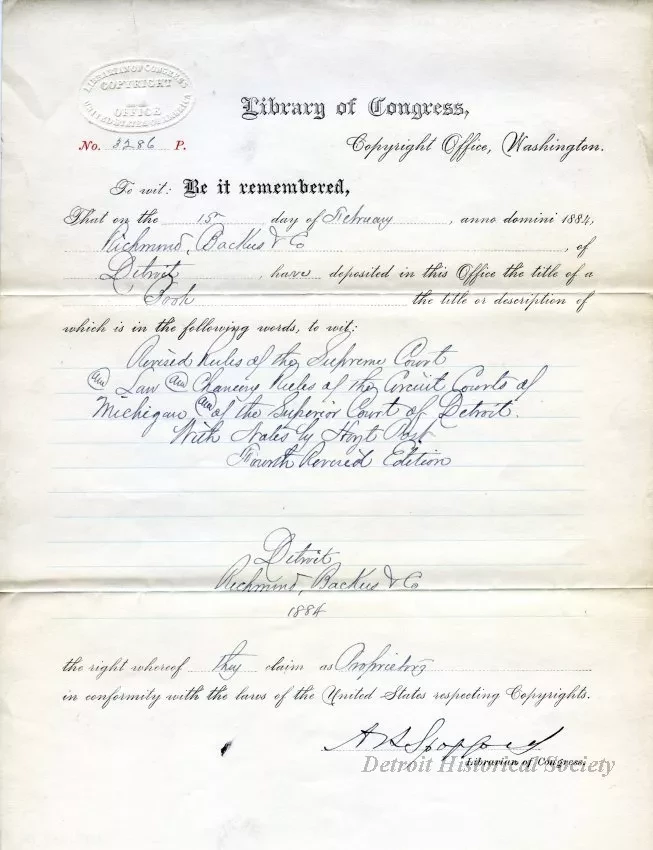 LIBRARIAN OF CONGRESS
COPYRIGHT
OFFICE
UNITED STATES OF AMERICA
Library of Congress,
No. 3286 P.
Copyright Office, Washington.
To wit: Be it remembered,
That on the day of February, anno domini 1884,
Richmond, Backus & Co, of
Detroit, have deposited in this Office the title of a
Book the title or description of
which is in the following words, to wit:
Revised Rules of the Supreme Court
and Law and Chancery Rules of the Circuit Courts of
Michigan and of the Superior Court of Detroit.
With Notes by Hoyt Post
Fourth Revised Edition
Detroit
Richmond, Backus & Co
1884
the right whereof they claim as Proprietors
in conformity with the laws of the United States respecting Copyrights.
A R Spofford
Librarian of Congress.
Detroit Historical Society